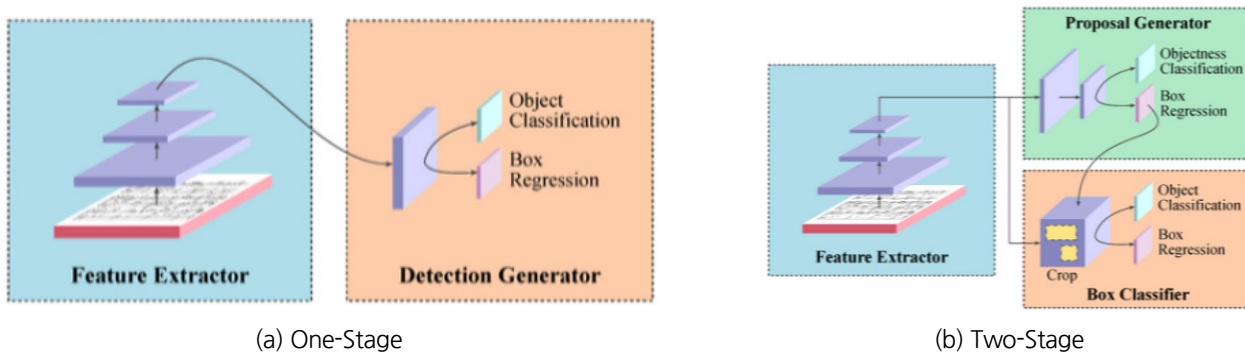 Object
Classification
Box
Regression
Feature Extractor
Detection Generator
(a) One-Stage
Proposal Generator
Objectness
Classification
Box
Regression
Feature Extractor
Object
Classification
Box
Regression
Crop
Box Classifier
(b) Two-Stage